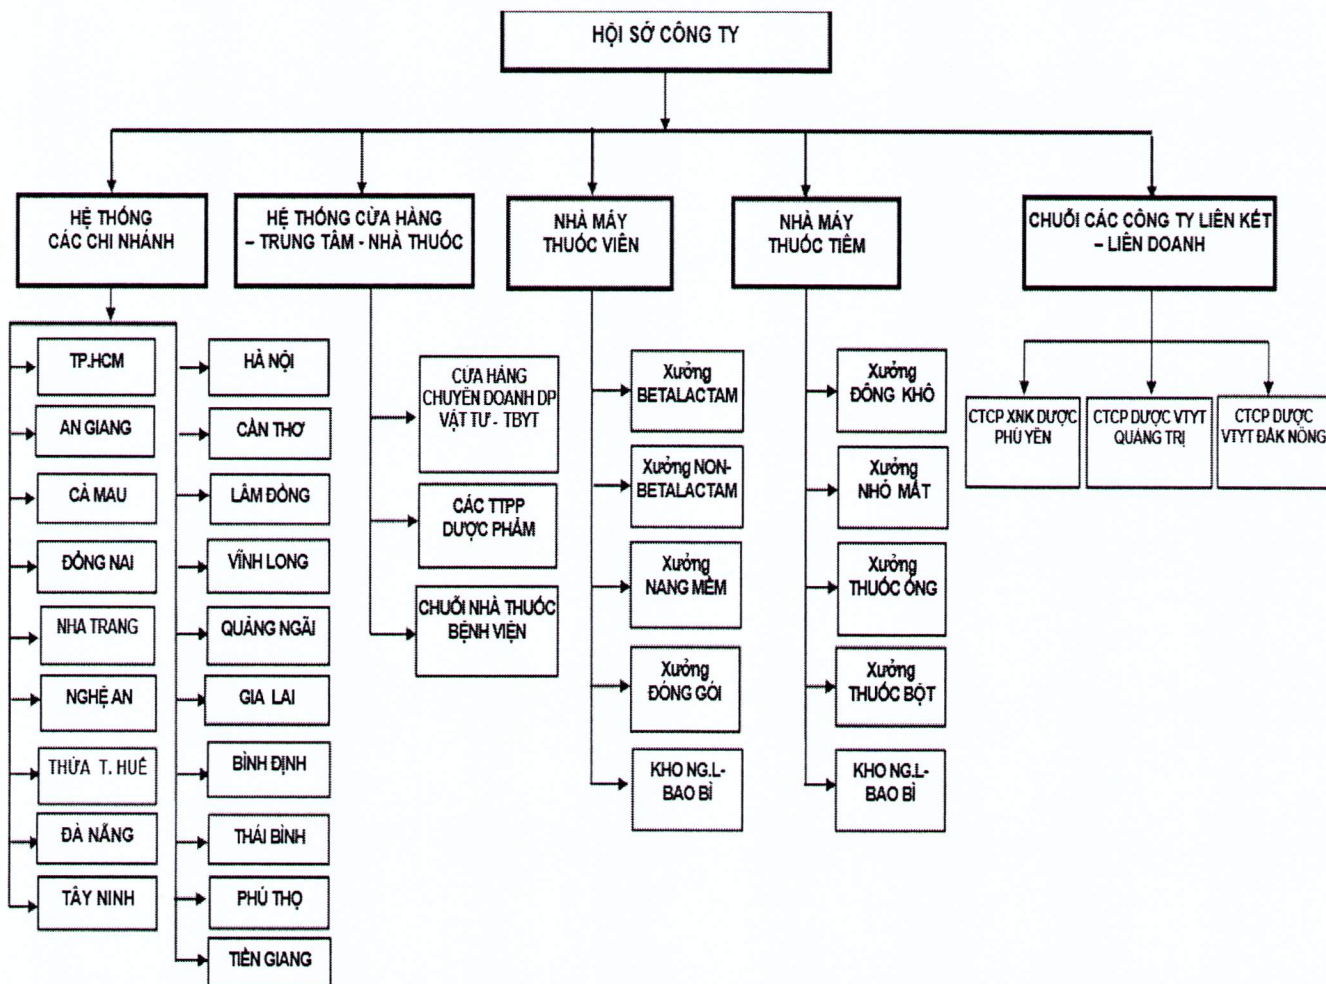 HỘI SỞ CÔNG TY
HỆ THỐNG
CÁC CHI NHÁNH
HỆ THỐNG CỬA HÀNG
– TRUNG TÂM - NHÀ THUỐC
NHÀ MÁY
THUỐC VIÊN
NHÀ MÁY
THUỐC TIÊM
CHUỖI CÁC CÔNG TY LIÊN KẾT
– LIÊN DOANH
TP.HCM
AN GIANG
CÀ MAU
ĐỒNG NAI
NHA TRANG
NGHỆ AN
THỪA T. HUẾ
ĐÀ NẴNG
TÂY NINH
HÀ NỘI
CẦN THƠ
LÂM ĐỒNG
VĨNH LONG
QUẢNG NGÃI
GIA LAI
BÌNH ĐỊNH
THÁI BÌNH
PHÚ THỌ
TIỀN GIANG
CỬA HÀNG
CHUYÊN DOANH DP
VẬT TƯ - TBYT
CÁC TTPP
DƯỢC PHẨM
CHUỖI NHÀ THUỐC
BỆNH VIỆN
Xưởng
BETALACTAM
Xưởng NON-
BETALACTAM
Xưởng
NANG MỀM
Xưởng
ĐÓNG GÓI
KHO NG.L-
BAO BÌ
Xưởng
ĐÔNG KHÔ
Xưởng
NHỎ MẮT
Xưởng
THUỐC ỐNG
Xưởng
THUỐC BỘT
KHO NG.L-
BAO BÌ
CTCP XNK DƯỢC
PHÚ YÊN
CTCP DƯỢC VTYT
QUẢNG TRỊ
CTCP DƯỢC
VTYT ĐĂK NÔNG